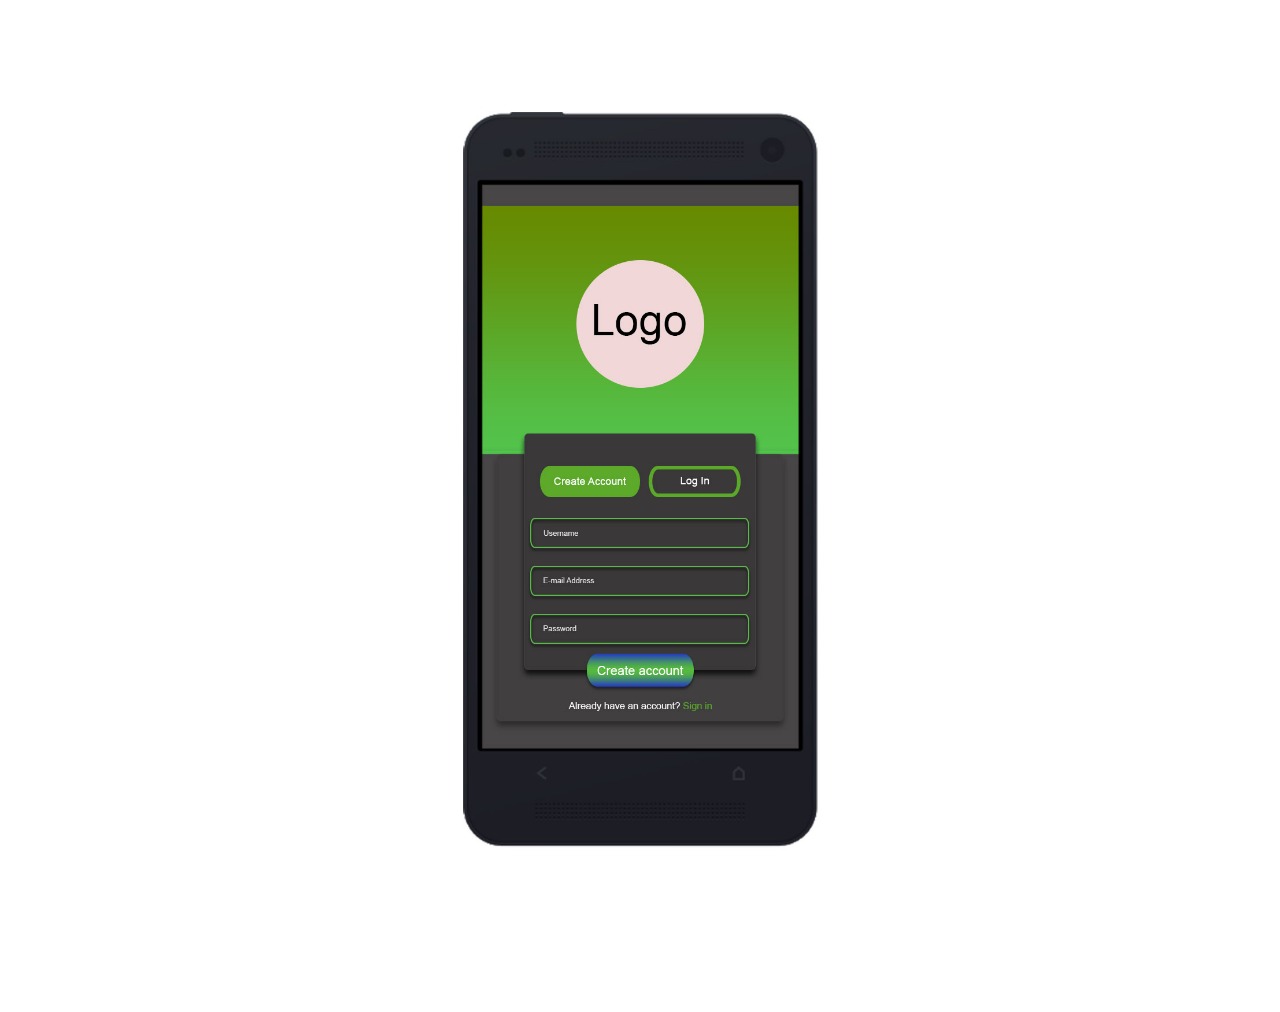 Logo
Create Account
Log In
Username
E-mail Address
Password
Create account
Already have an account? Sign in